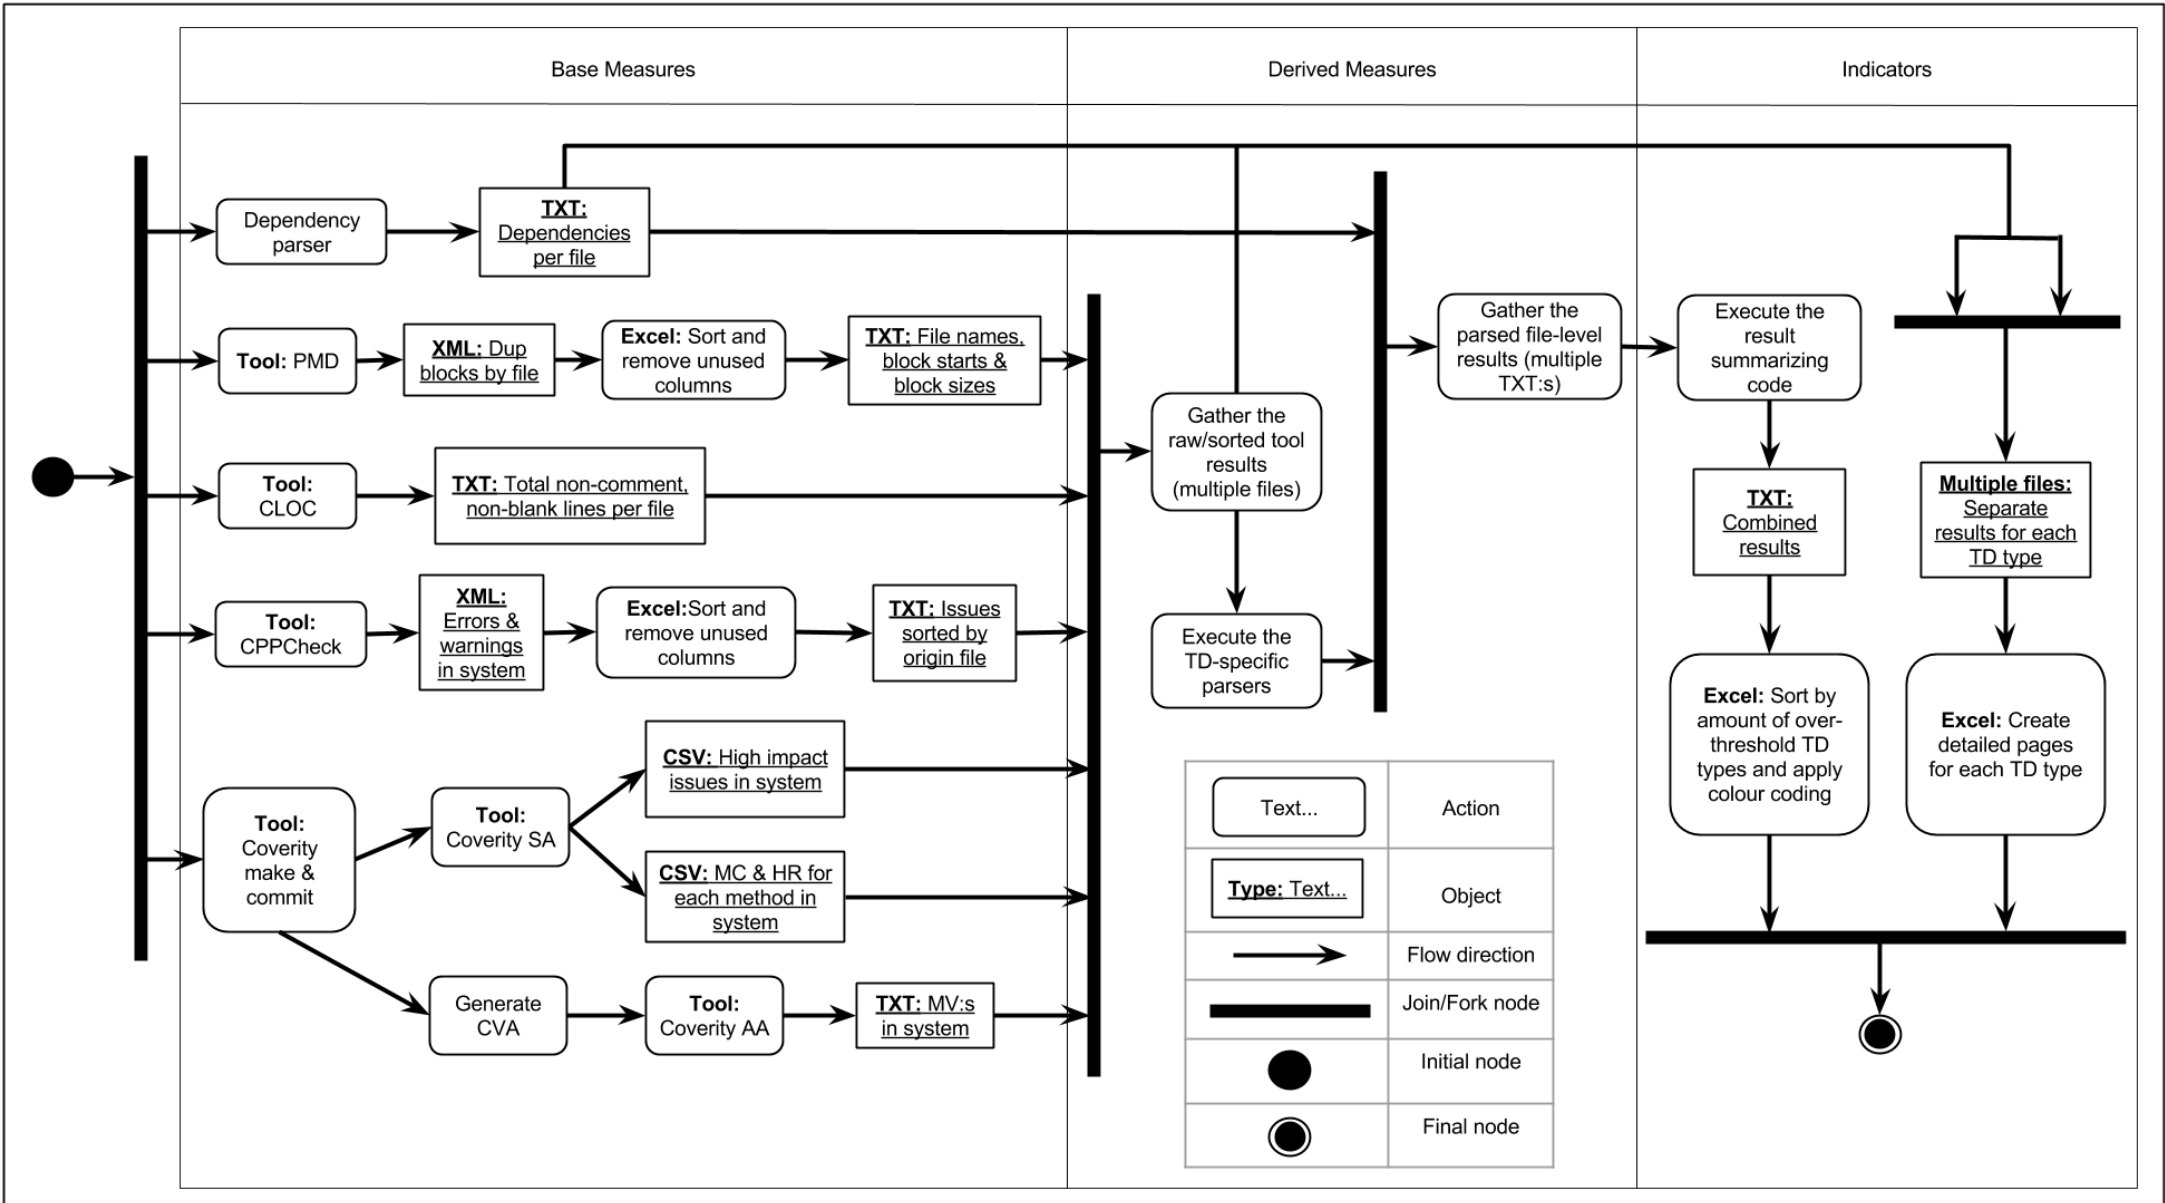 Base Measures
Derived Measures
Indicators
Dependency
parser
TXT:
Dependencies
per file
Tool: PMD
XML: Dup
blocks by file
Excel: Sort and
remove unused
columns
TXT: File names,
block starts &
block sizes
Tool:
CLOC
TXT: Total non-comment,
non-blank lines per file
Tool:
CPPCheck
XML:
Errors &
warnings
in system
Excel:Sort and
remove unused
columns
TXT: Issues
sorted by
origin file
Tool:
Coverity
make &
commit
Tool:
Coverity SA
CSV: High impact
issues in system
CSV: MC & HR for
each method in
system
Generate
CVA
Tool:
Coverity AA
TXT: MV:s
in system
Gather the
raw/sorted tool
results
(multiple files)
Execute the
TD-specific
parsers
Gather the
parsed file-level
results (multiple
TXT:s)
Execute the
result
summarizing
code
TXT:
Combined
results
Excel: Sort by
amount of over-
threshold TD
types and apply
colour coding
Multiple files:
Separate
results for each
TD type
Excel: Create
detailed pages
for each TD type
Text...
Action
Type: Text...
Object
Flow direction
Join/Fork node
Initial node
Final node